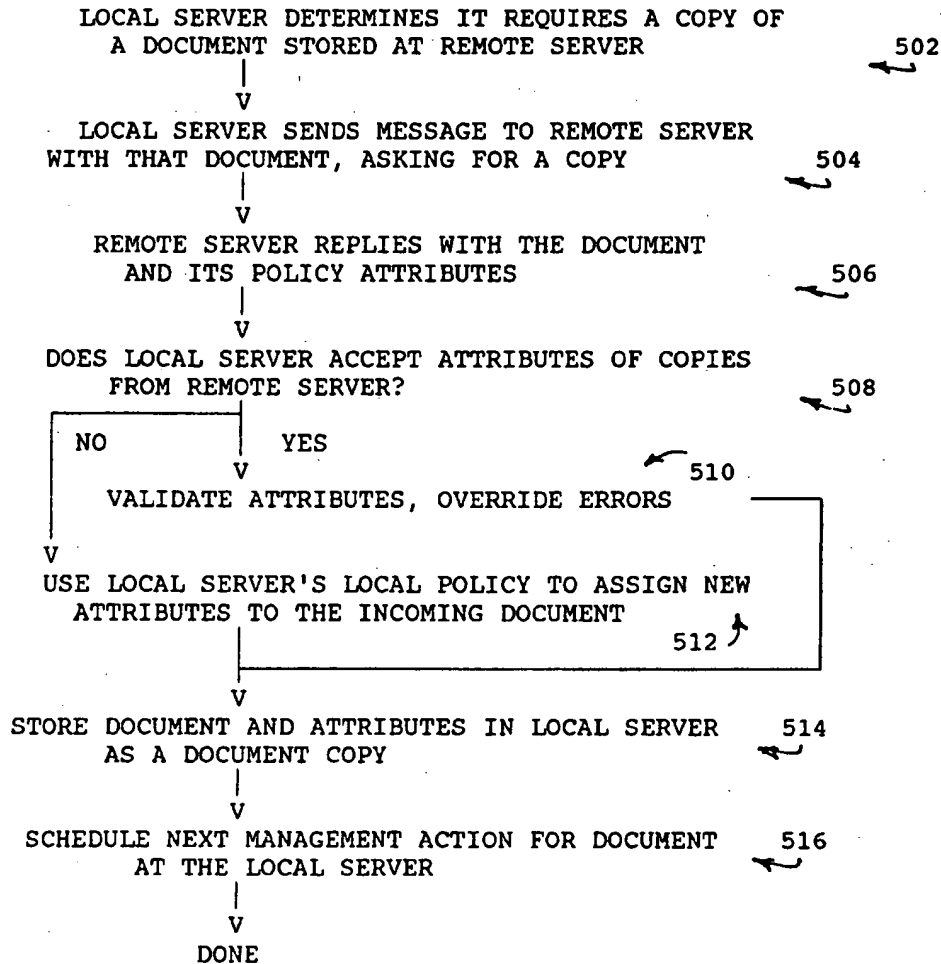 LOCAL SERVER DETERMINES IT REQUIRES A COPY OF
A DOCUMENT STORED AT REMOTE SERVER 502
V
LOCAL SERVER SENDS MESSAGE TO REMOTE SERVER
WITH THAT DOCUMENT, ASKING FOR A COPY 504
V
REMOTE SERVER REPLIES WITH THE DOCUMENT
AND ITS POLICY ATTRIBUTES 506
V
DOES LOCAL SERVER ACCEPT ATTRIBUTES OF COPIES
FROM REMOTE SERVER? 508
NO YES
V 510
VALIDATE ATTRIBUTES, OVERRIDE ERRORS
V
USE LOCAL SERVER'S LOCAL POLICY TO ASSIGN NEW
ATTRIBUTES TO THE INCOMING DOCUMENT
512
V
STORE DOCUMENT AND ATTRIBUTES IN LOCAL SERVER 514
AS A DOCUMENT COPY
V
SCHEDULE NEXT MANAGEMENT ACTION FOR DOCUMENT 516
AT THE LOCAL SERVER
V
DONE